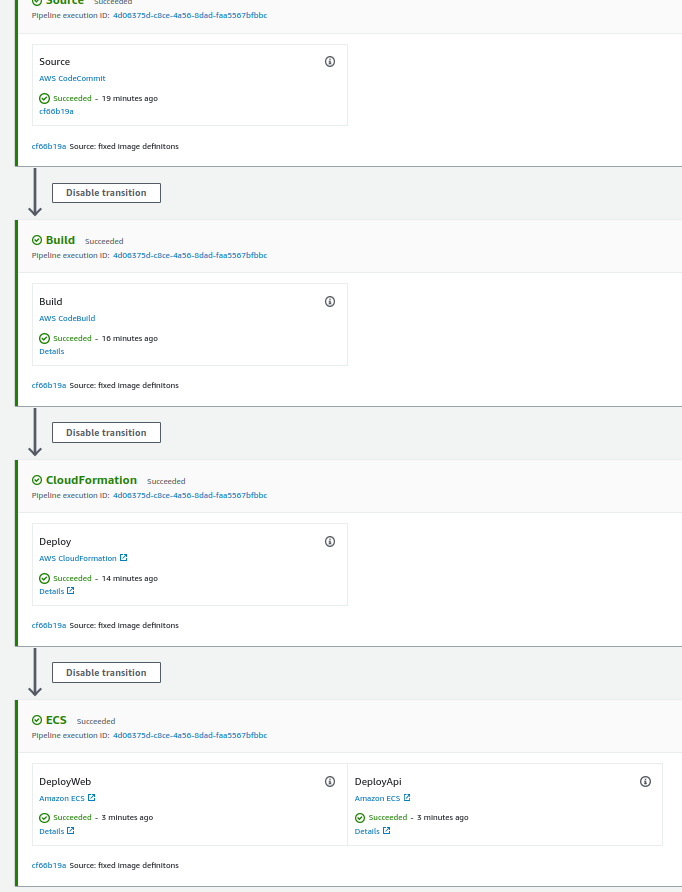 Source Succeeded
Pipeline execution ID: 4d06375d-c8ce-4a56-8dad-faa5567bfbbc
Source
AWS CodeCommit
Succeeded - 19 minutes ago
cf66b19a
cf66b19a Source: fixed image definitons
Disable transition
Build Succeeded
Pipeline execution ID: 4d06375d-c8ce-4a56-8dad-faa5567bfbbc
Build
AWS CodeBuild
Succeeded - 16 minutes ago
Details
cf66b19a Source: fixed image definitons
Disable transition
CloudFormation Succeeded
Pipeline execution ID: 4d06375d-c8ce-4a56-8dad-faa5567bfbbc
Deploy
AWS CloudFormation
Succeeded - 14 minutes ago
Details
cf66b19a Source: fixed image definitons
Disable transition
ECS Succeeded
Pipeline execution ID: 4d06375d-c8ce-4a56-8dad-faa5567bfbbc
DeployWeb
Amazon ECS
Succeeded - 3 minutes ago
Details
DeployApi
Amazon ECS
Succeeded - 3 minutes ago
Details
cf66b19a Source: fixed image definitons